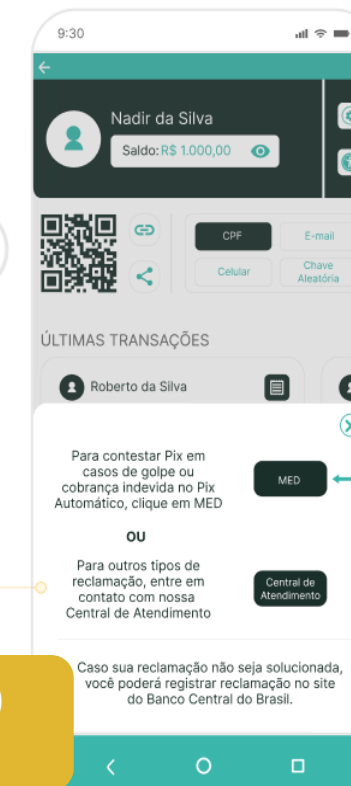 9:30
Nadir da Silva
Saldo: R$ 1.000,00
CPF
E-mail
Celular
Chave
Aleatória
ÚLTIMAS TRANSAÇÕES
Roberto da Silva
Para contestar Pix em
casos de golpe ou
cobrança indevida no Pix
Automático, clique em MED
MED
OU
Para outros tipos de
reclamação, entre em
contato com nossa
Central de Atendimento
Central de
Atendimento
Caso sua reclamação não seja solucionada,
você poderá registrar reclamação no site
do Banco Central do Brasil.